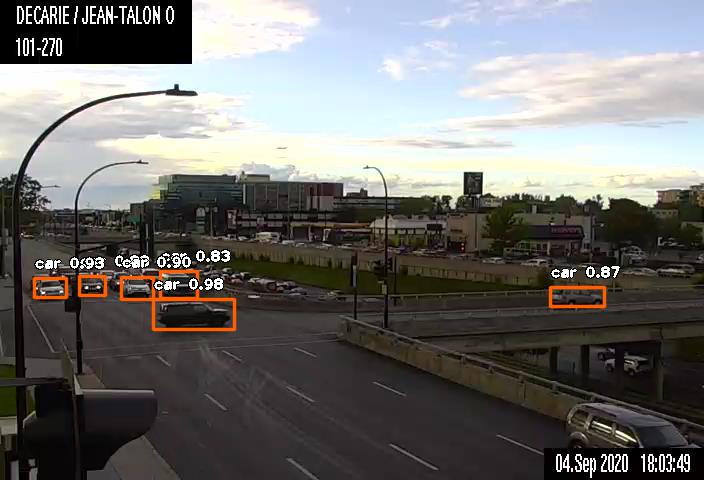 DECARIE / JEAN-TALON O
101-270
car 0.93
car 0.90
0.83
car 0.98
car 0.87
04.Sep 2020 18:03:49